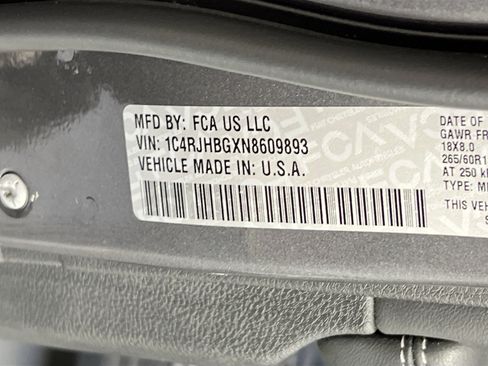 MFD BY: FCA US LLC
VIN: 1C4RJHBGXN8609893
VEHICLE MADE IN: U.S.A.
DATE OF
GAWR FR
18X8.0
265/60R1
AT 250
TYPE:
THIS VEH